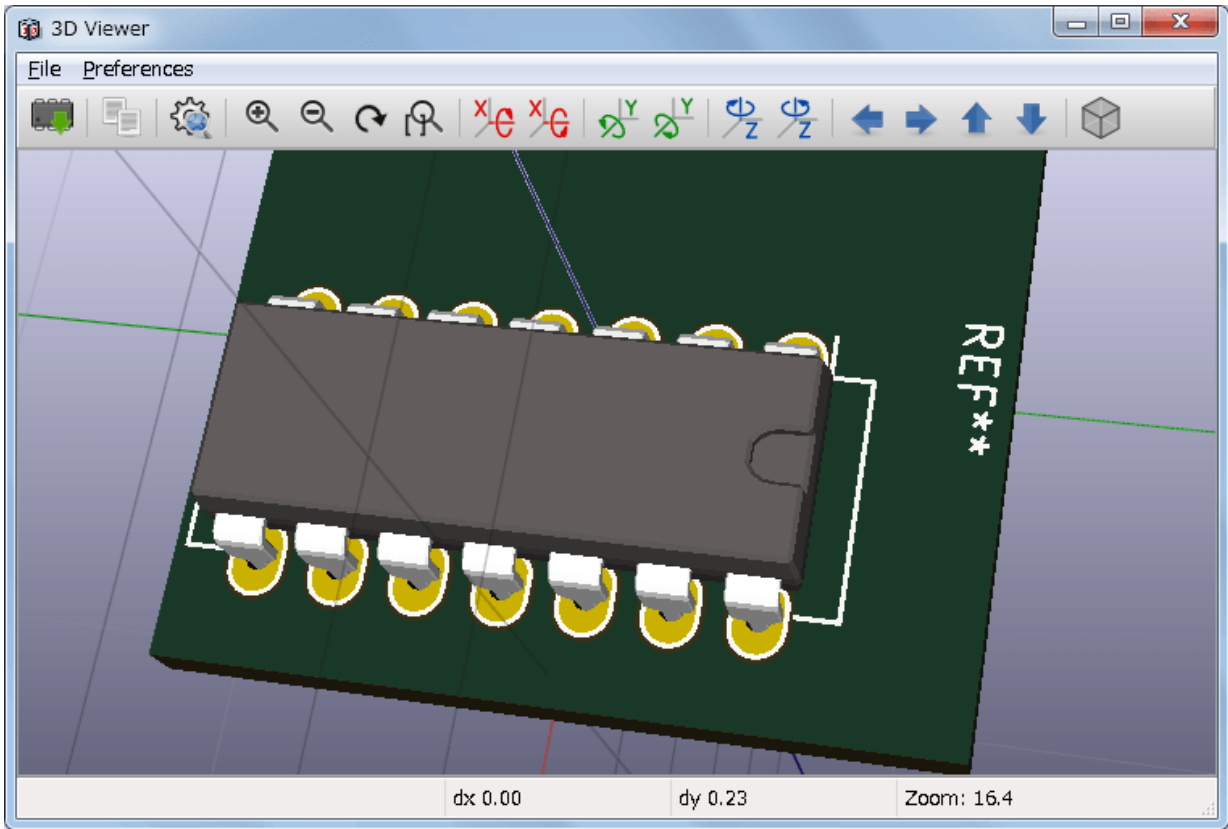 3D Viewer
File Preferences
X X Y Y Z Z
REF**
dx 0.00 dy 0.23 Zoom: 16.4